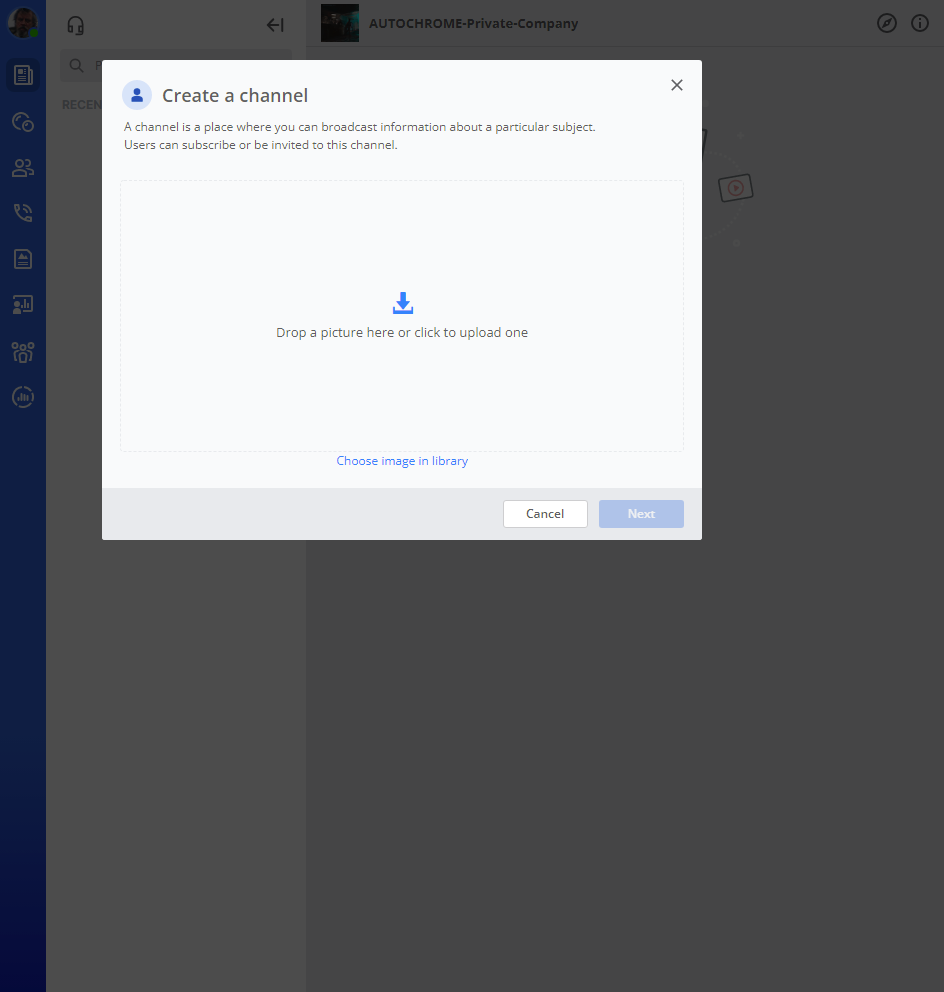 AUTOCHROME-Private-Company
RECEN
Create a channel
A channel is a place where you can broadcast information about a particular subject.
Users can subscribe or be invited to this channel.
Drop a picture here or click to upload one
Choose image in library
Cancel
Next